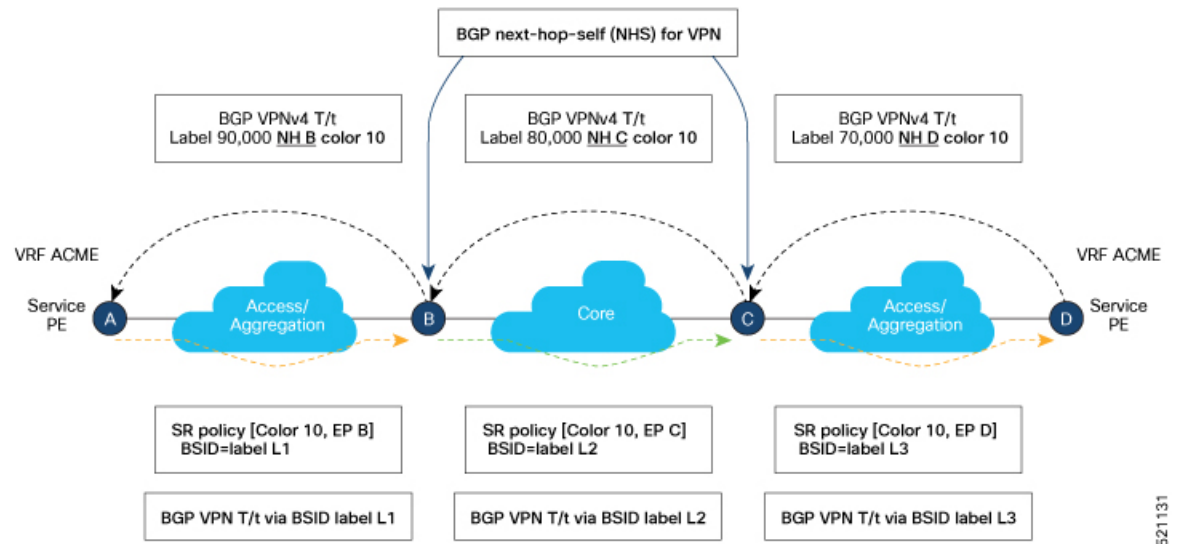 BGP next-hop-self (NHS) for VPN
BGP VPNv4 T/t
Label 90,000 NH B color 10
BGP VPNv4 T/t
Label 80,000 NH C color 10
BGP VPNv4 T/t
Label 70,000 NH D color 10
VRF ACME
VRF ACME
Service
PE
A
Access/
Aggregation
B
Core
C
Access/
Aggregation
D
Service
PE
SR policy [Color 10, EP B]
BSID=label L1
SR policy [Color 10, EP C]
BSID=label L2
SR policy [Color 10, EP D]
BSID=label L3
BGP VPN T/t via BSID label L1
BGP VPN T/t via BSID label L2
BGP VPN T/t via BSID label L3
521131